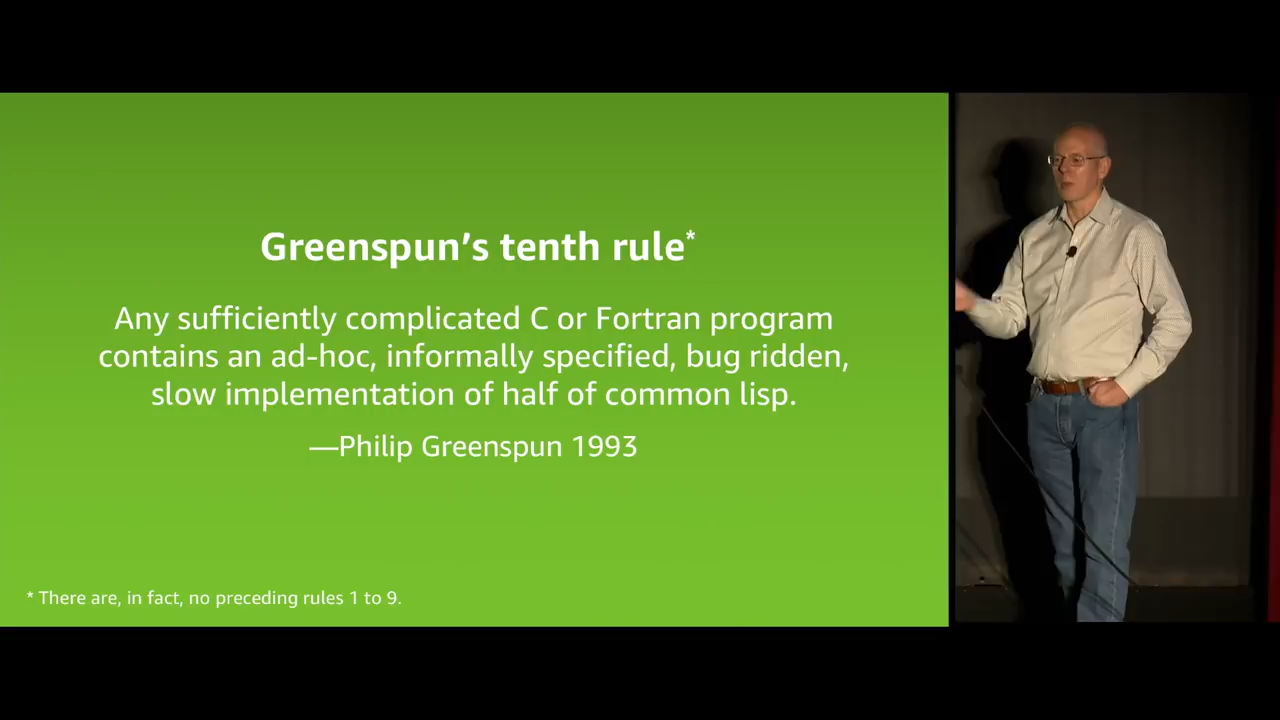 Greenspun's tenth rule*
Any sufficiently complicated C or Fortran program
contains an ad-hoc, informally specified, bug ridden,
slow implementation of half of common lisp.
—Philip Greenspun 1993
* There are, in fact, no preceding rules 1 to 9.